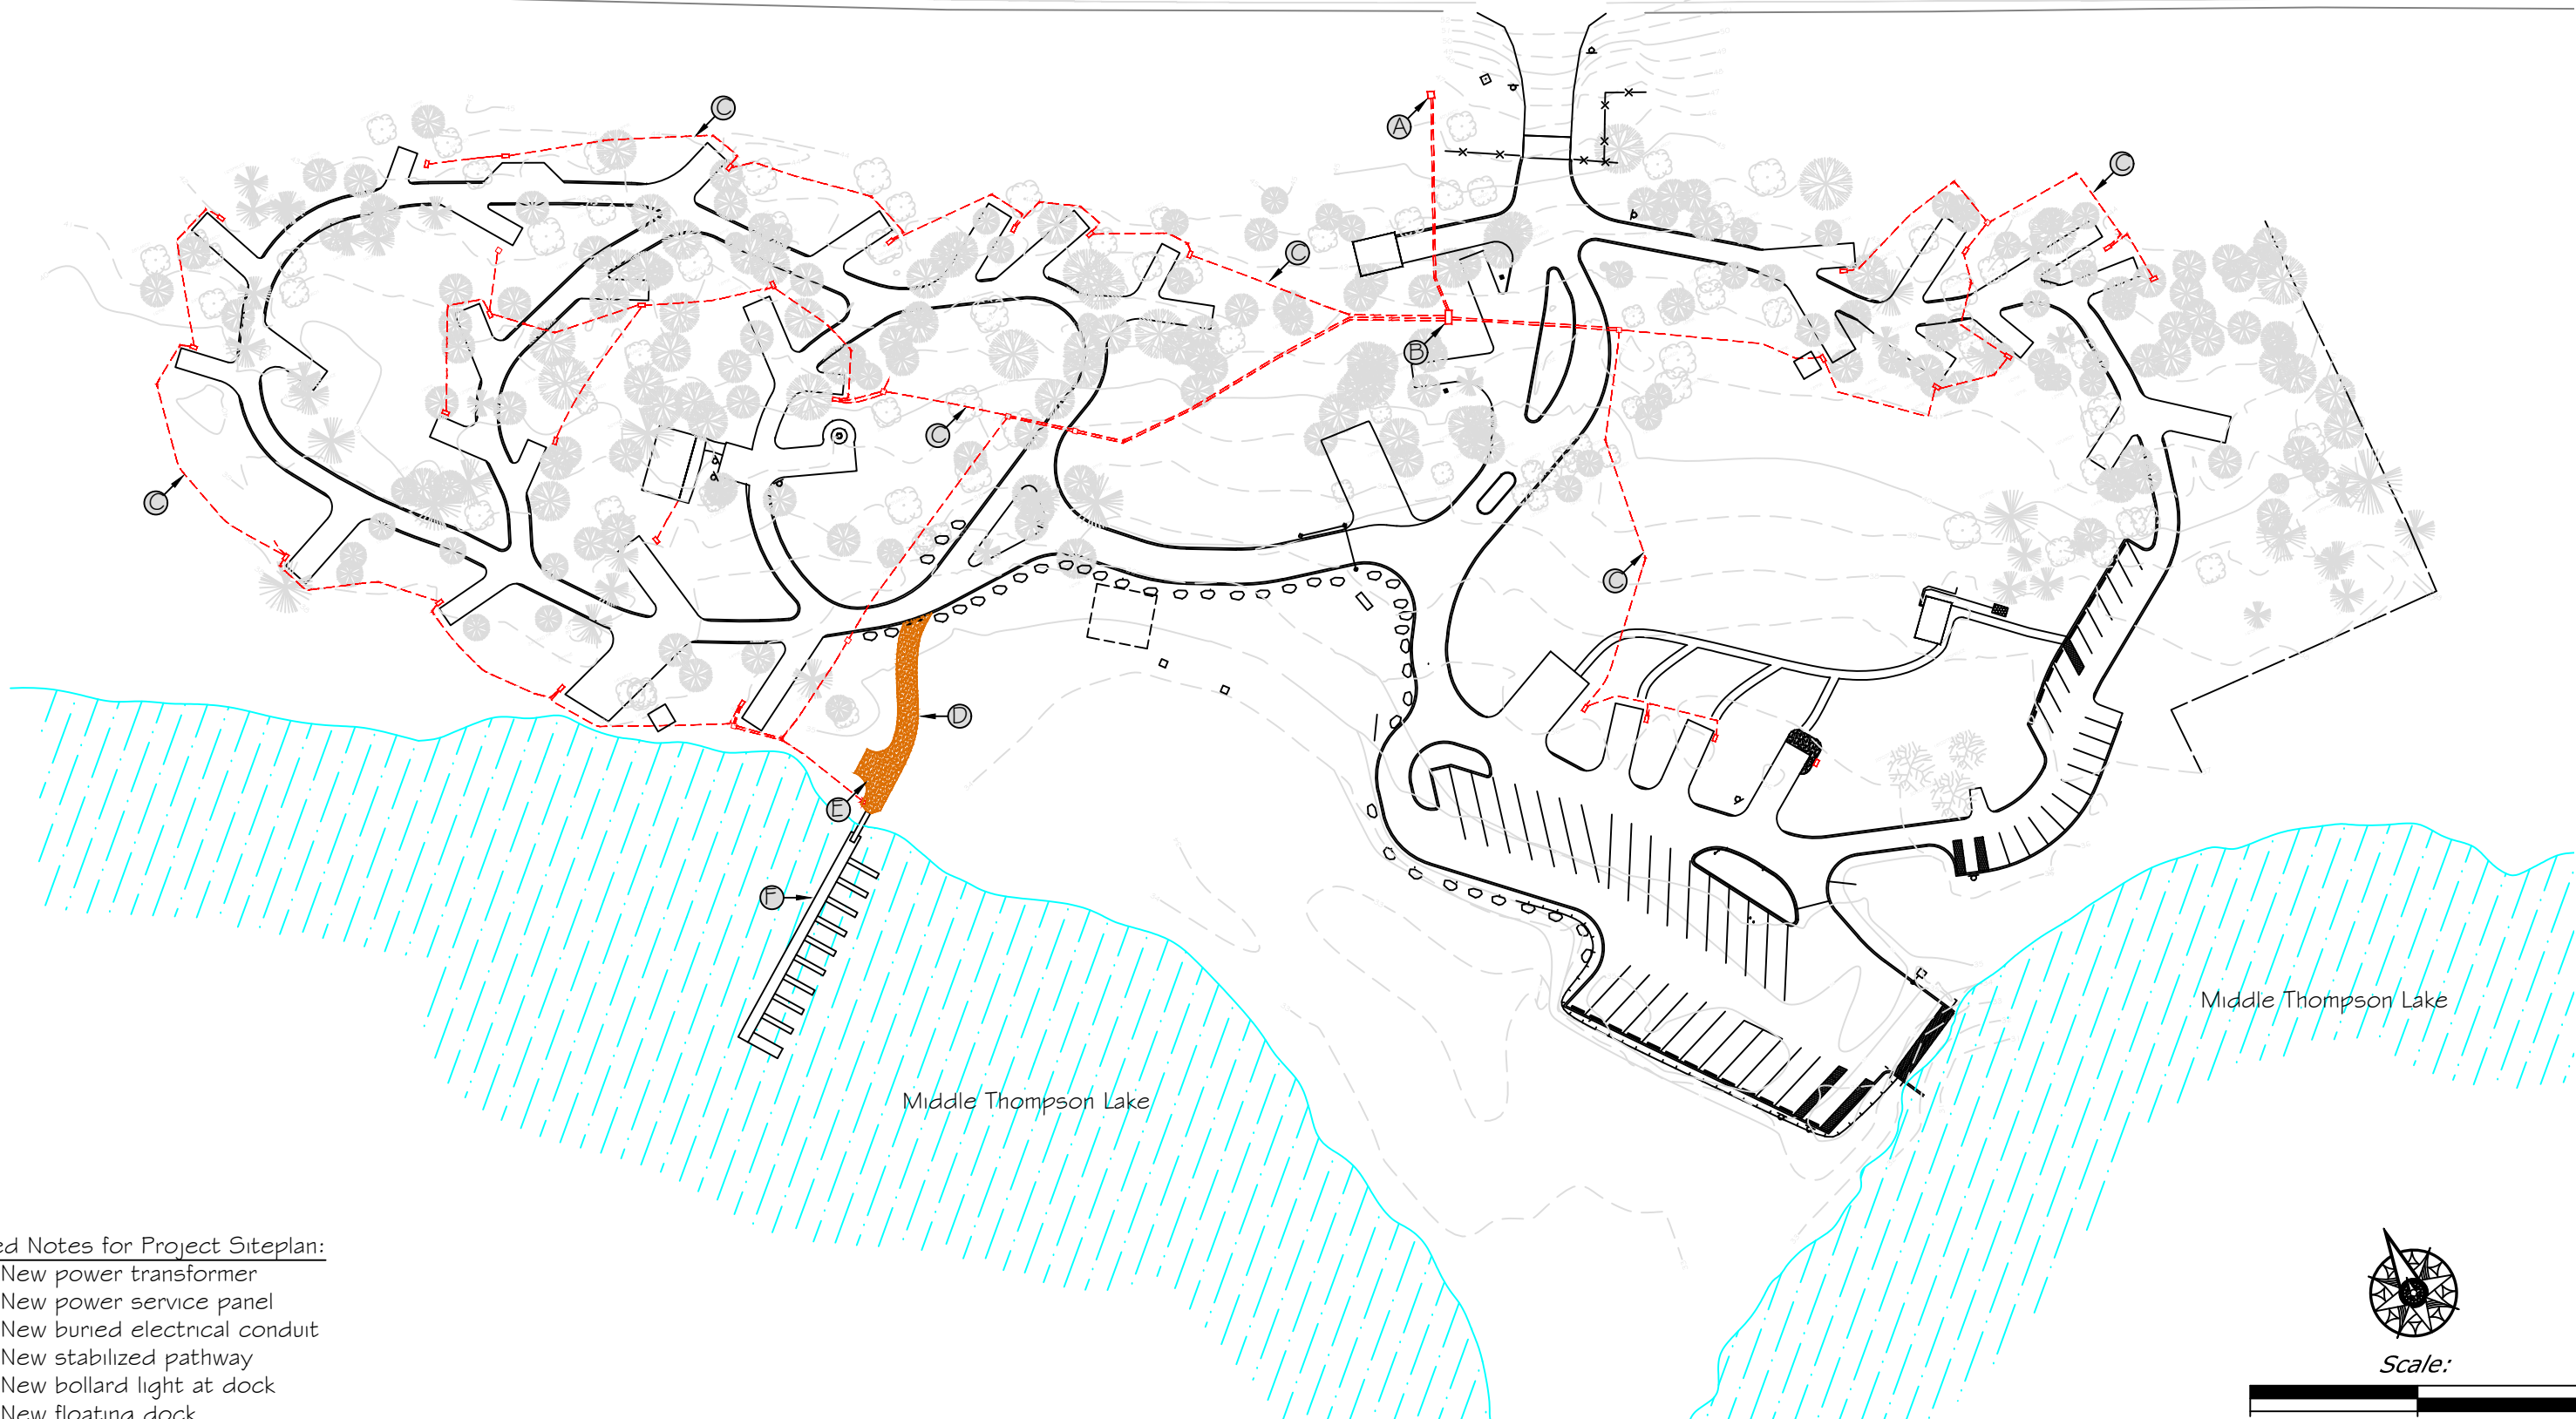 C
A
C
C
B
C
C
C
D
E
F
Middle Thompson Lake
Middle Thompson Lake
ed Notes for Project Siteplan:
New power transformer
New power service panel
New buried electrical conduit
New stabilized pathway
New bollard light at dock
New floating dock
Scale: